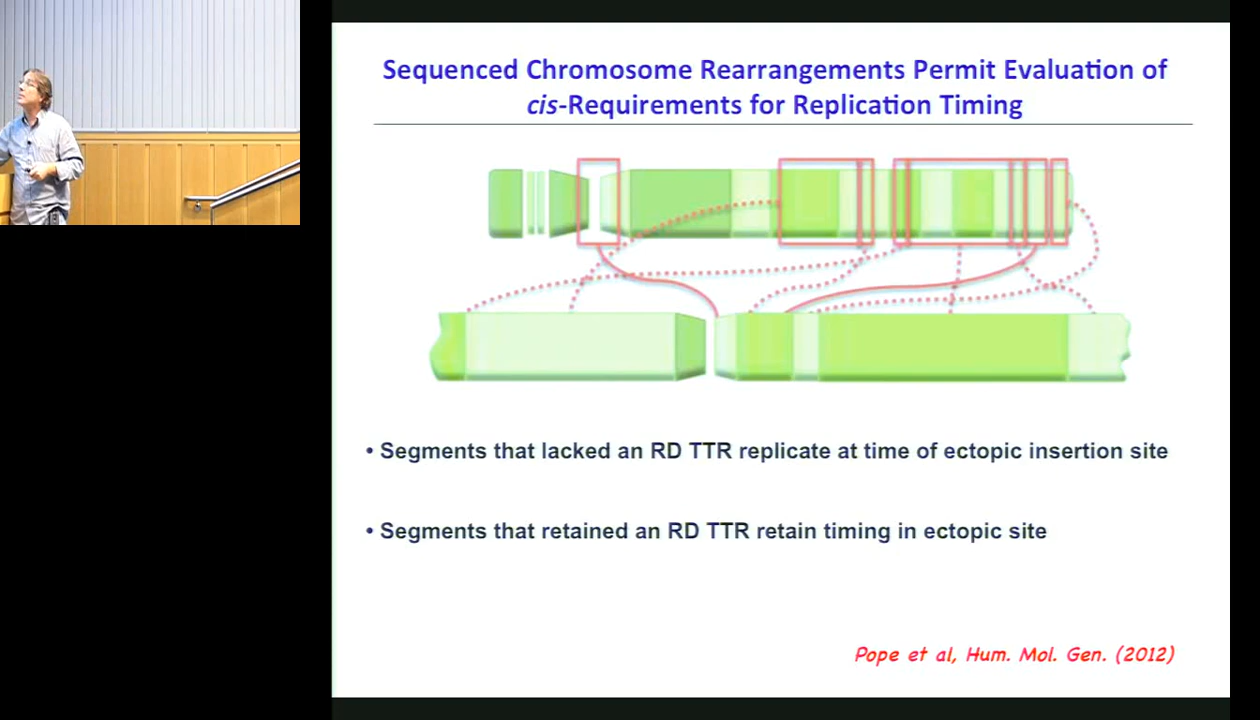 Sequenced Chromosome Rearrangements Permit Evaluation of
cis-Requirements for Replication Timing
• Segments that lacked an RD TTR replicate at time of ectopic insertion site
• Segments that retained an RD TTR retain timing in ectopic site
Pope et al, Hum. Mol. Gen. (2012)